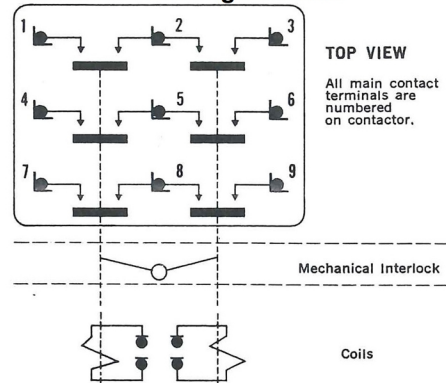 1 2 3
TOP VIEW
All main contact
terminals are
numbered
on contactor.
4 5 6
7 8 9
Mechanical Interlock
Coils